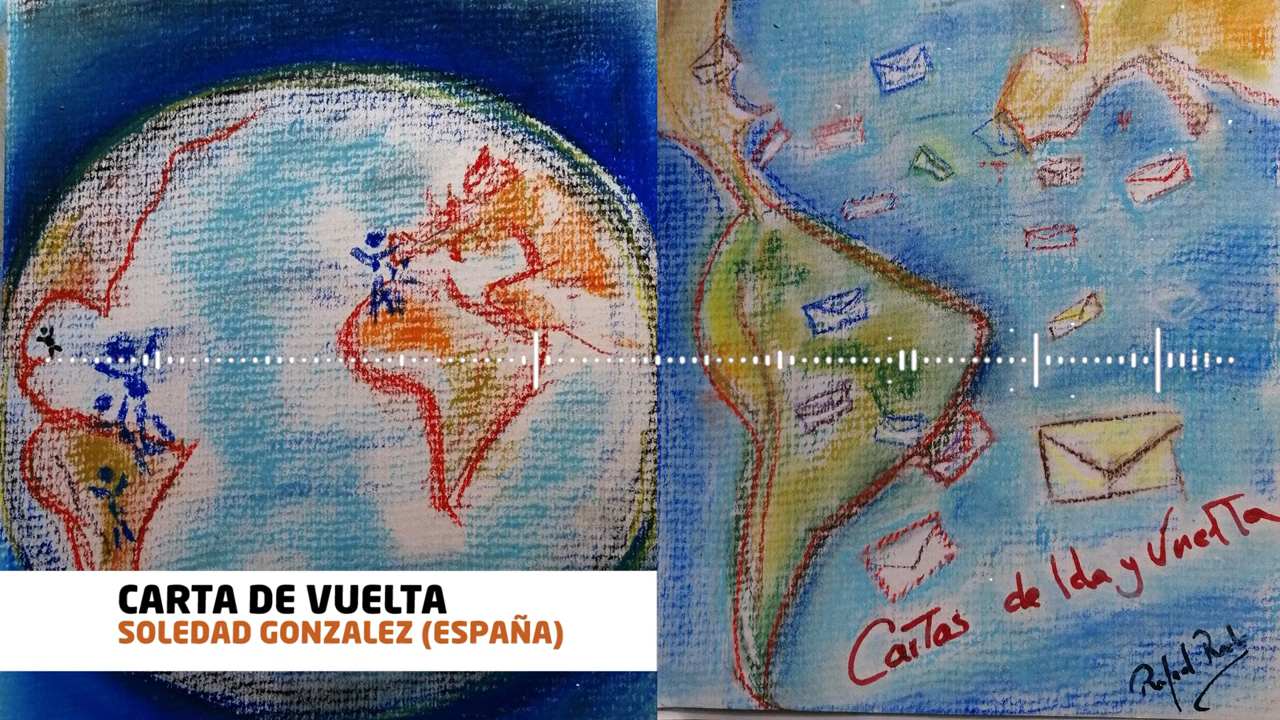 CARTA DE VUELTA
SOLEDAD GONZALEZ (ESPAÑA)
Cartas de Ida y Vuelta